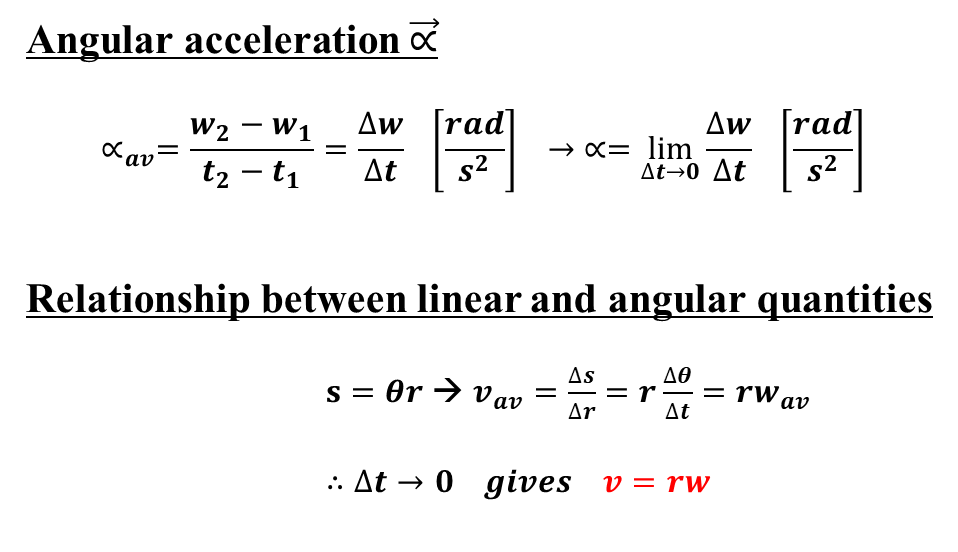 Angular acceleration ∝⃗
∝av= w2 − w1 / t2 − t1 = Δw / Δt [rad / s²] → ∝= lim Δt→0 Δw / Δt [rad / s²]
Relationship between linear and angular quantities
s = θr → vav = Δs / Δr = r Δθ / Δt = rwav
∴ Δt → 0 gives v = rw